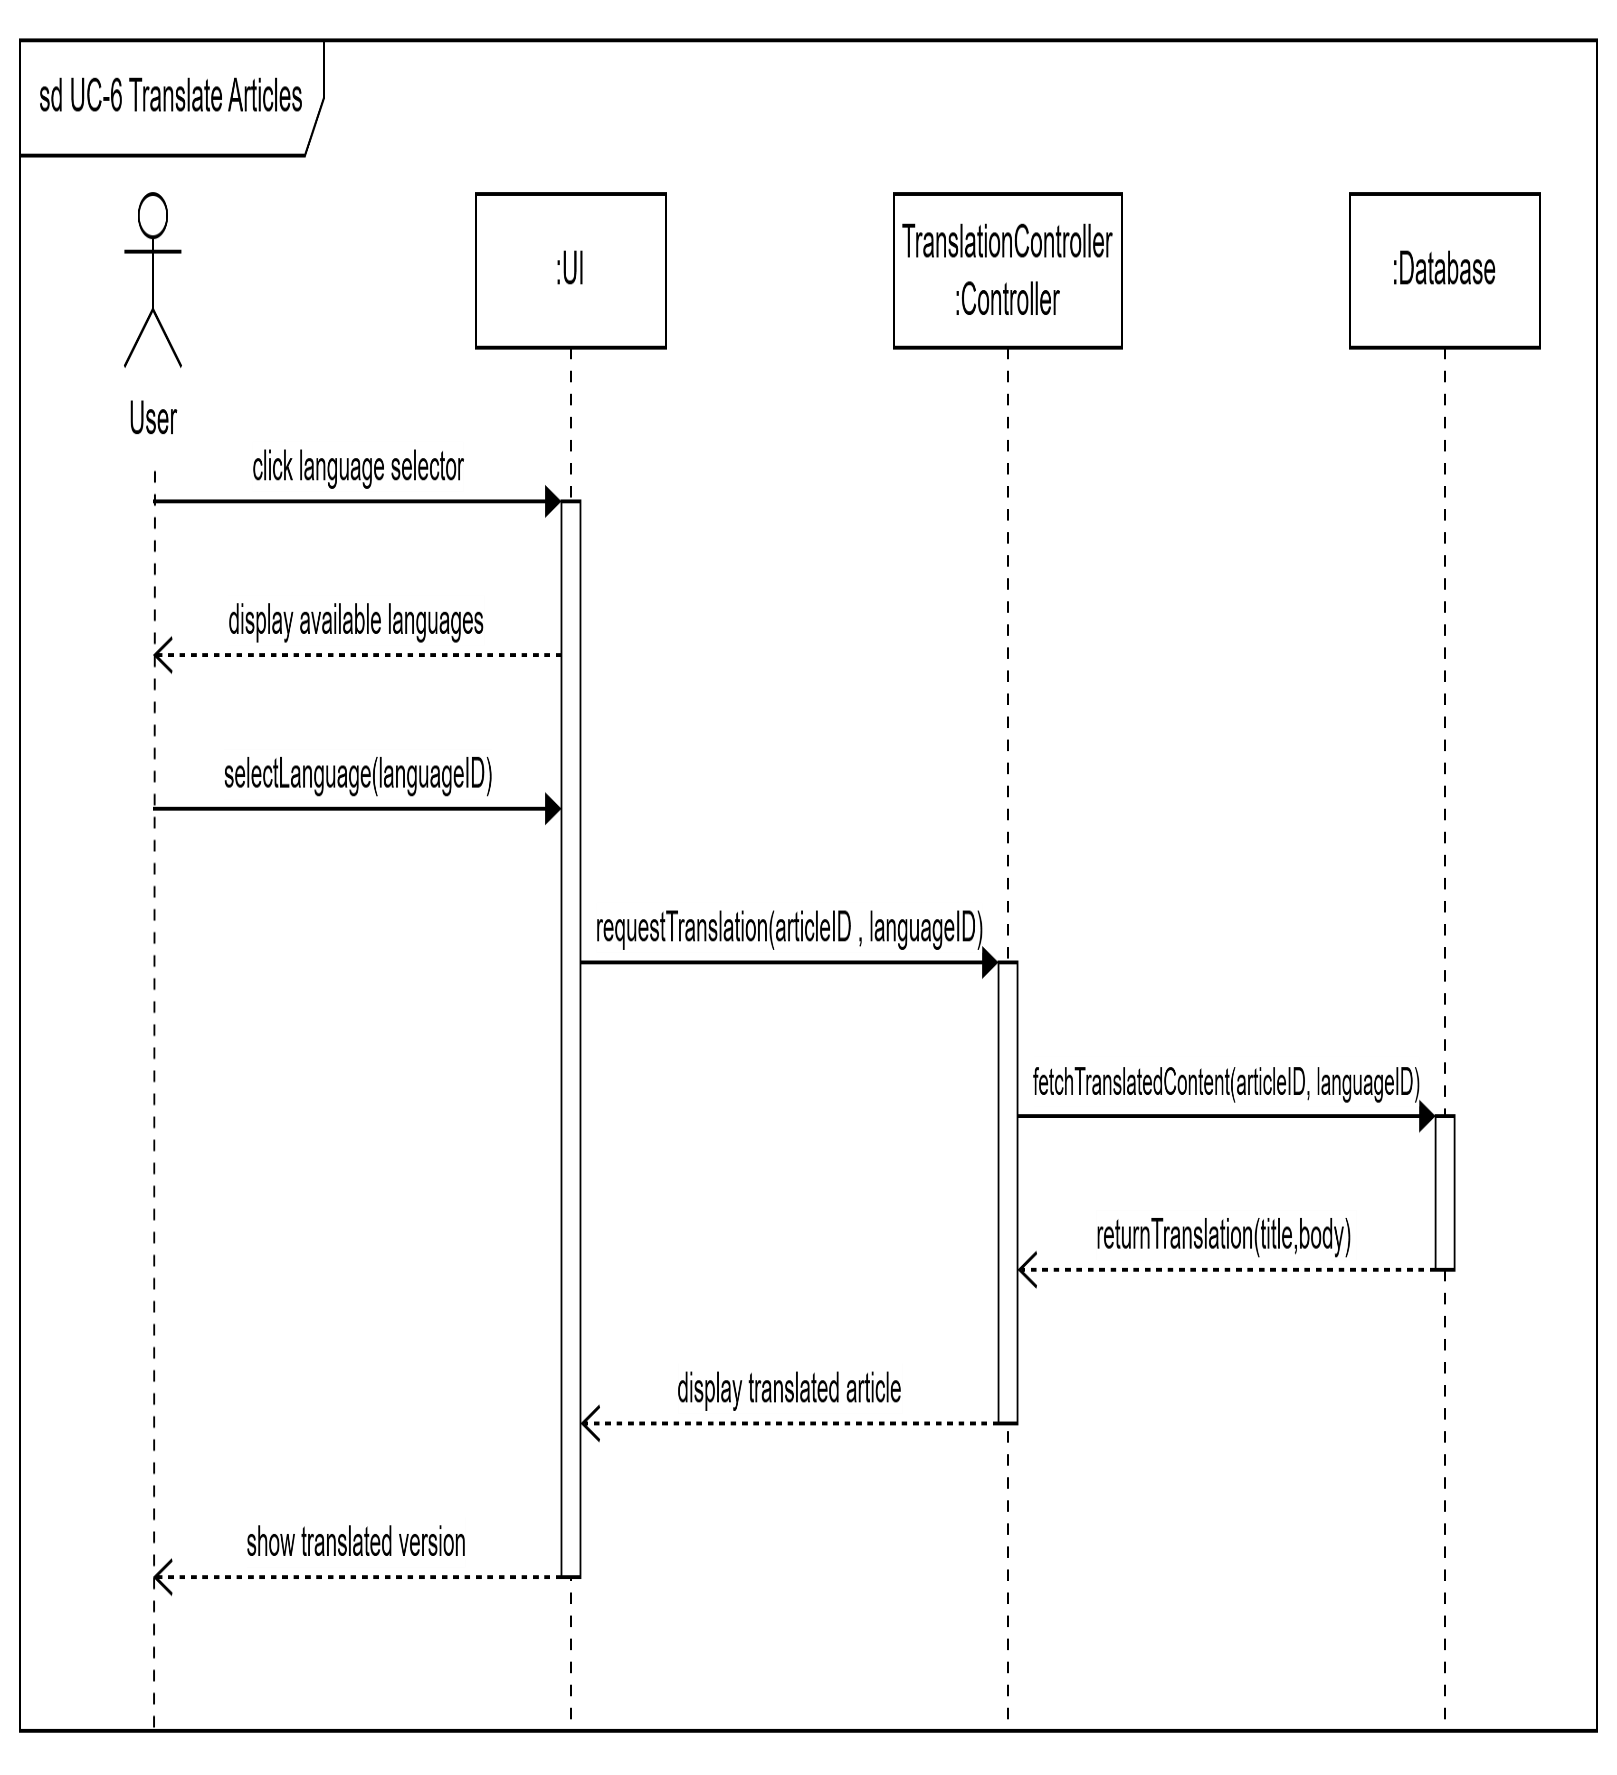 sd UC-6 Translate Articles
:UI
TranslationController
:Controller
:Database
User
click language selector
display available languages
selectLanguage(languageID)
requestTranslation(articleID , languageID)
fetchTranslatedContent(articleID, languageID)
returnTranslation(title,body)
display translated article
show translated version